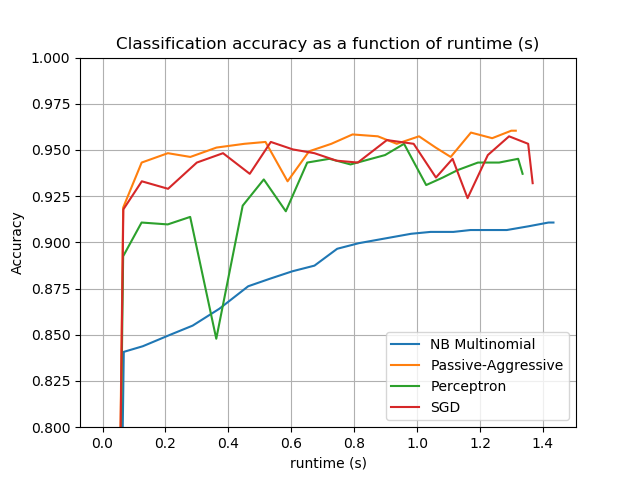 Classification accuracy as a function of runtime (s)
1.000
0.975
0.950
0.925
0.900
0.875
0.850
0.825
0.800
Accuracy
0.0 0.2 0.4 0.6 0.8 1.0 1.2 1.4
runtime (s)
NB Multinomial
Passive-Aggressive
Perceptron
SGD